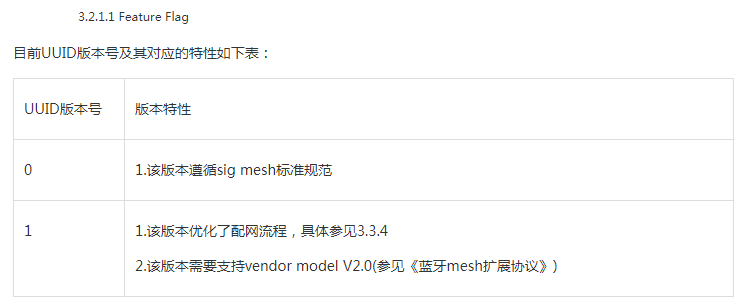 3.2.1.1 Feature Flag
目前UUID版本号及其对应的特性如下表：
UUID版本号 版本特性
0 1.该版本遵循sig mesh标准规范
1 1.该版本优化了配网流程，具体参见3.3.4
2.该版本需要支持vendor model V2.0(参见《蓝牙mesh扩展协议》)